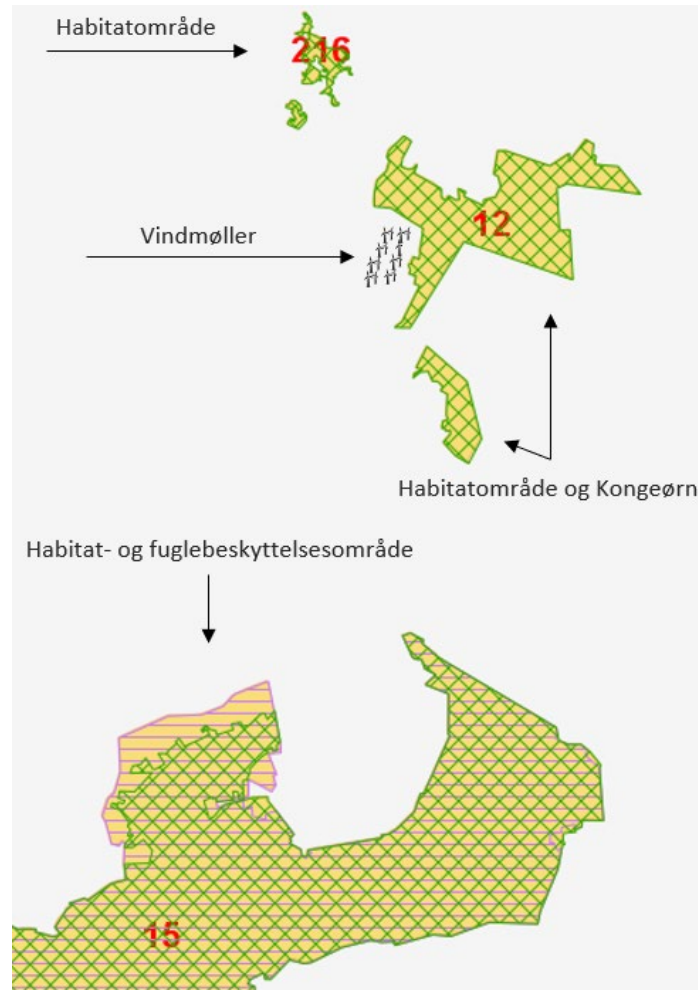 Habitatområde
216
12
Vindmøller
Habitatområde og Kongeørn
Habitat- og fuglebeskyttelsesområde
15